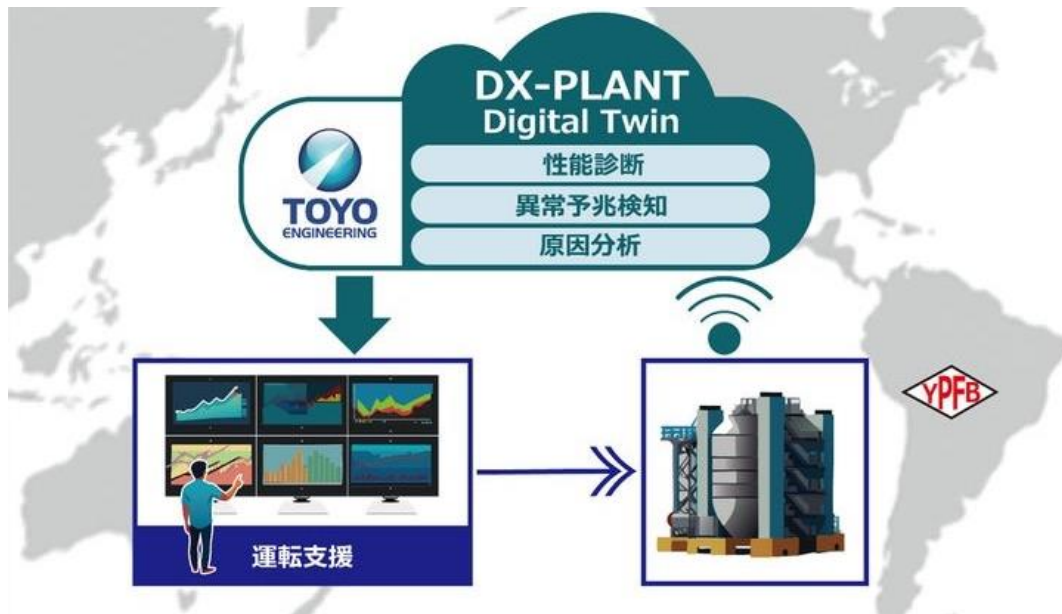 DX-PLANT
Digital Twin
性能診断
異常予兆検知
原因分析
TOYO
ENGINEERING
運転支援
YPFB